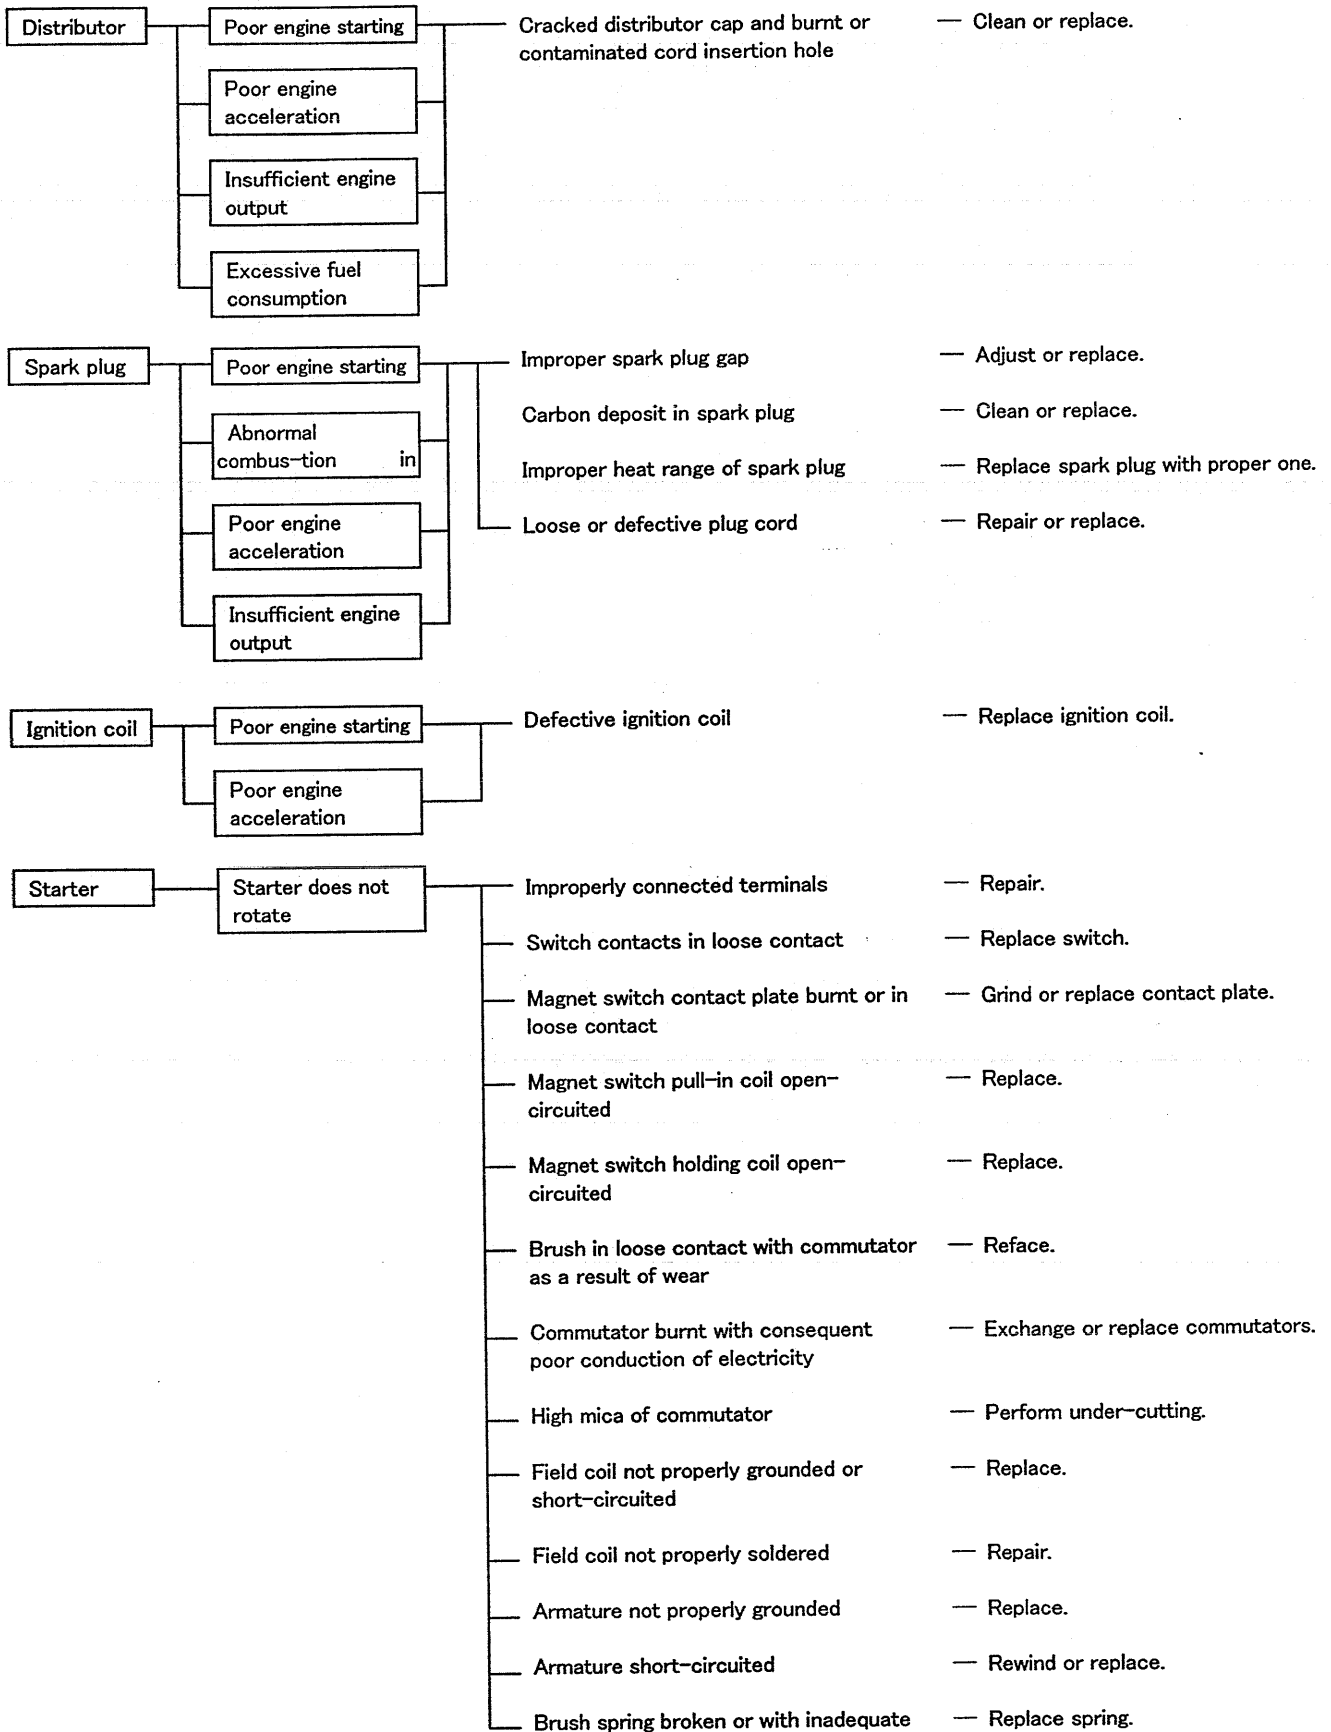 Distributor
Poor engine starting
Cracked distributor cap and burnt or
contaminated cord insertion hole
— Clean or replace.
Poor engine
acceleration
Insufficient engine
output
Excessive fuel
consumption
Spark plug
Poor engine starting
Improper spark plug gap
— Adjust or replace.
Carbon deposit in spark plug
— Clean or replace.
Abnormal
combus-tion in
Improper heat range of spark plug
— Replace spark plug with proper one.
Poor engine
acceleration
Loose or defective plug cord
— Repair or replace.
Insufficient engine
output
Ignition coil
Poor engine starting
Defective ignition coil
— Replace ignition coil.
Poor engine
acceleration
Starter
Starter does not
rotate
Improperly connected terminals
— Repair.
Switch contacts in loose contact
— Replace switch.
Magnet switch contact plate burnt or in
loose contact
— Grind or replace contact plate.
Magnet switch pull-in coil open-
circuited
— Replace.
Magnet switch holding coil open-
circuited
— Replace.
Brush in loose contact with commutator
as a result of wear
— Reface.
Commutator burnt with consequent
poor conduction of electricity
— Exchange or replace commutators.
High mica of commutator
— Perform under-cutting.
Field coil not properly grounded or
short-circuited
— Replace.
Field coil not properly soldered
— Repair.
Armature not properly grounded
— Replace.
Armature short-circuited
— Rewind or replace.
Brush spring broken or with inadequate
— Replace spring.